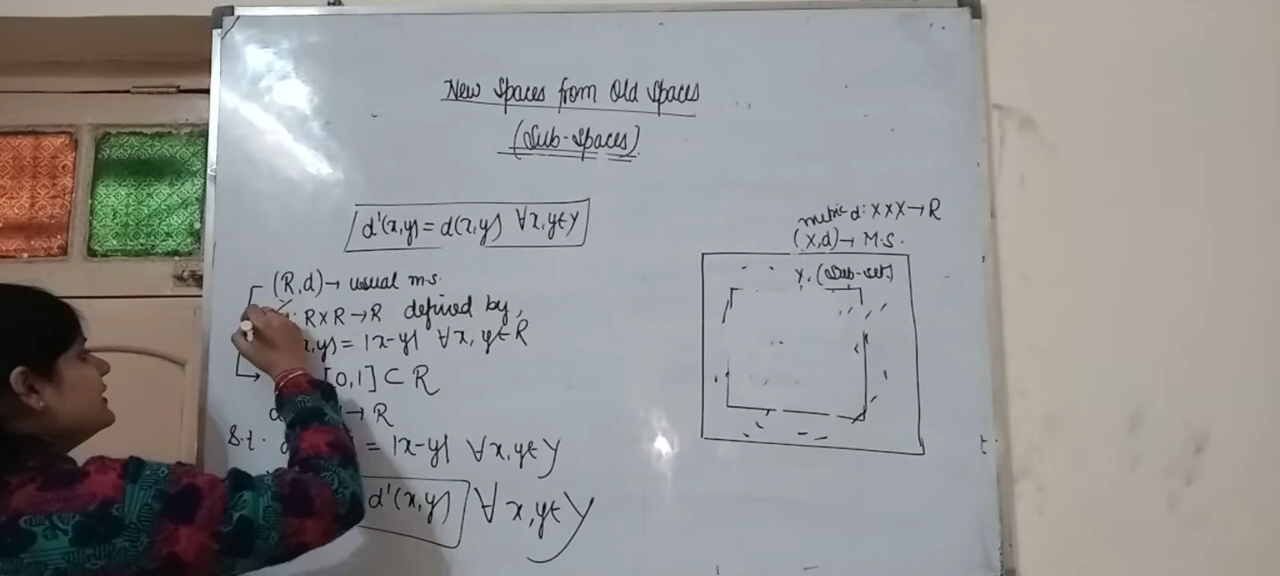 New Spaces from Old Spaces
(Sub-Spaces)
d'(x,y) = d(x,y) ∀x,y∈Y
metric d: X×X→R
(X,d)→ M.S.
Y. (Sub-set)
(R,d)→ usual m.s.
: R×R→R defined by,
x,y) = |x-y| ∀x,y∈R
[0,1] ⊂ R
d → R
S.t. = |x-y| ∀x,y∈Y
d'(x,y) ∀x,y∈Y